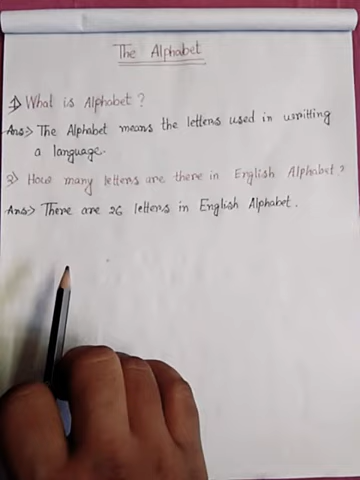 The Alphabet
1) What is Alphabet ?
Ans> The Alphabet means the letters used in writting
a language.
3) How many letters are there in English Alphabet ?
Ans> There are 26 letters in English Alphabet.